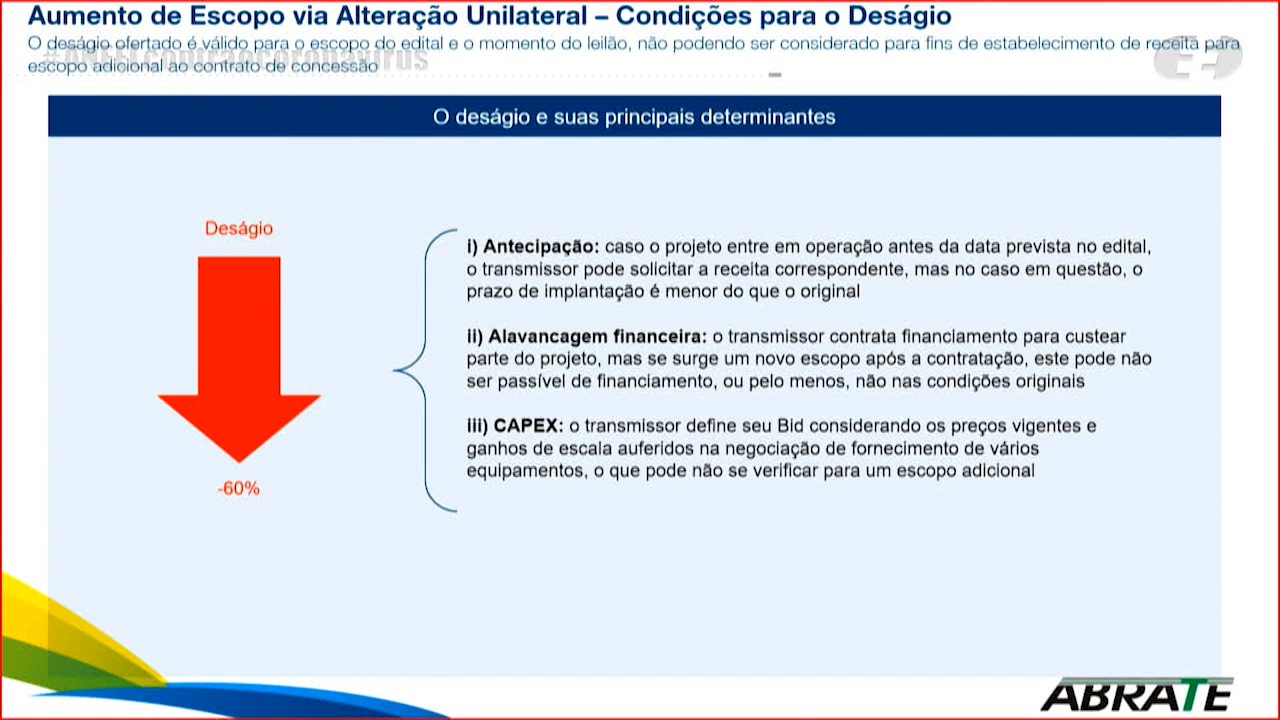 Aumento de Escopo via Alteração Unilateral – Condições para o Deságio
O deságio ofertado é válido para o escopo do edital e o momento do leilão, não podendo ser considerado para fins de estabelecimento de receita para
escopo adicional ao contrato de concessão
#ANEELcontraocoronavírus
O deságio e suas principais determinantes
Deságio
-60%
i) Antecipação: caso o projeto entre em operação antes da data prevista no edital,
o transmissor pode solicitar a receita correspondente, mas no caso em questão, o
prazo de implantação é menor do que o original
ii) Alavancagem financeira: o transmissor contrata financiamento para custear
parte do projeto, mas se surge um novo escopo após a contratação, este pode não
ser passível de financiamento, ou pelo menos, não nas condições originais
iii) CAPEX: o transmissor define seu Bid considerando os preços vigentes e
ganhos de escala auferidos na negociação de fornecimento de vários
equipamentos, o que pode não se verificar para um escopo adicional
ABRATE